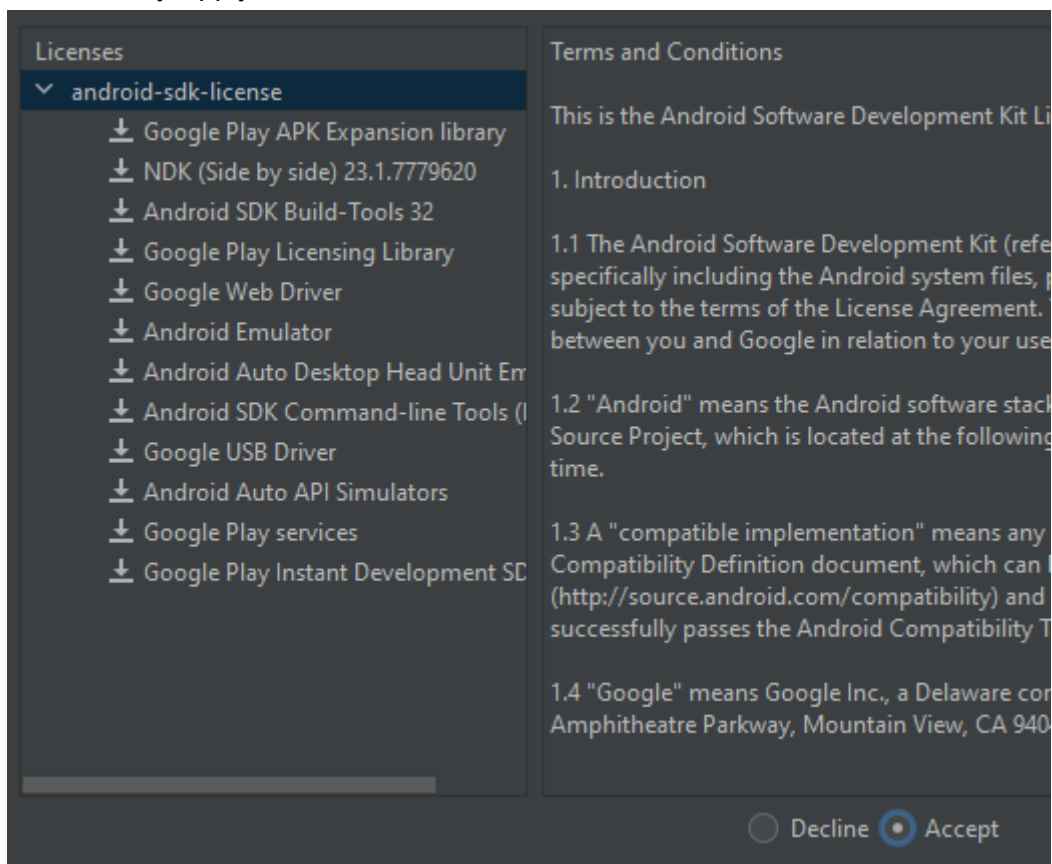 Licenses
android-sdk-license
Google Play APK Expansion library
NDK (Side by side) 23.1.7779620
Android SDK Build-Tools 32
Google Play Licensing Library
Google Web Driver
Android Emulator
Android Auto Desktop Head Unit Em
Android SDK Command-line Tools (l
Google USB Driver
Android Auto API Simulators
Google Play services
Google Play Instant Development SD
Terms and Conditions
This is the Android Software Development Kit Li
1. Introduction
1.1 The Android Software Development Kit (refe
specifically including the Android system files, p
subject to the terms of the License Agreement.
between you and Google in relation to your use
1.2 "Android" means the Android software stack
Source Project, which is located at the following
time.
1.3 A "compatible implementation" means any
Compatibility Definition document, which can
(http://source.android.com/compatibility) and
successfully passes the Android Compatibility T
1.4 "Google" means Google Inc., a Delaware cor
Amphitheatre Parkway, Mountain View, CA 940
Decline
Accept